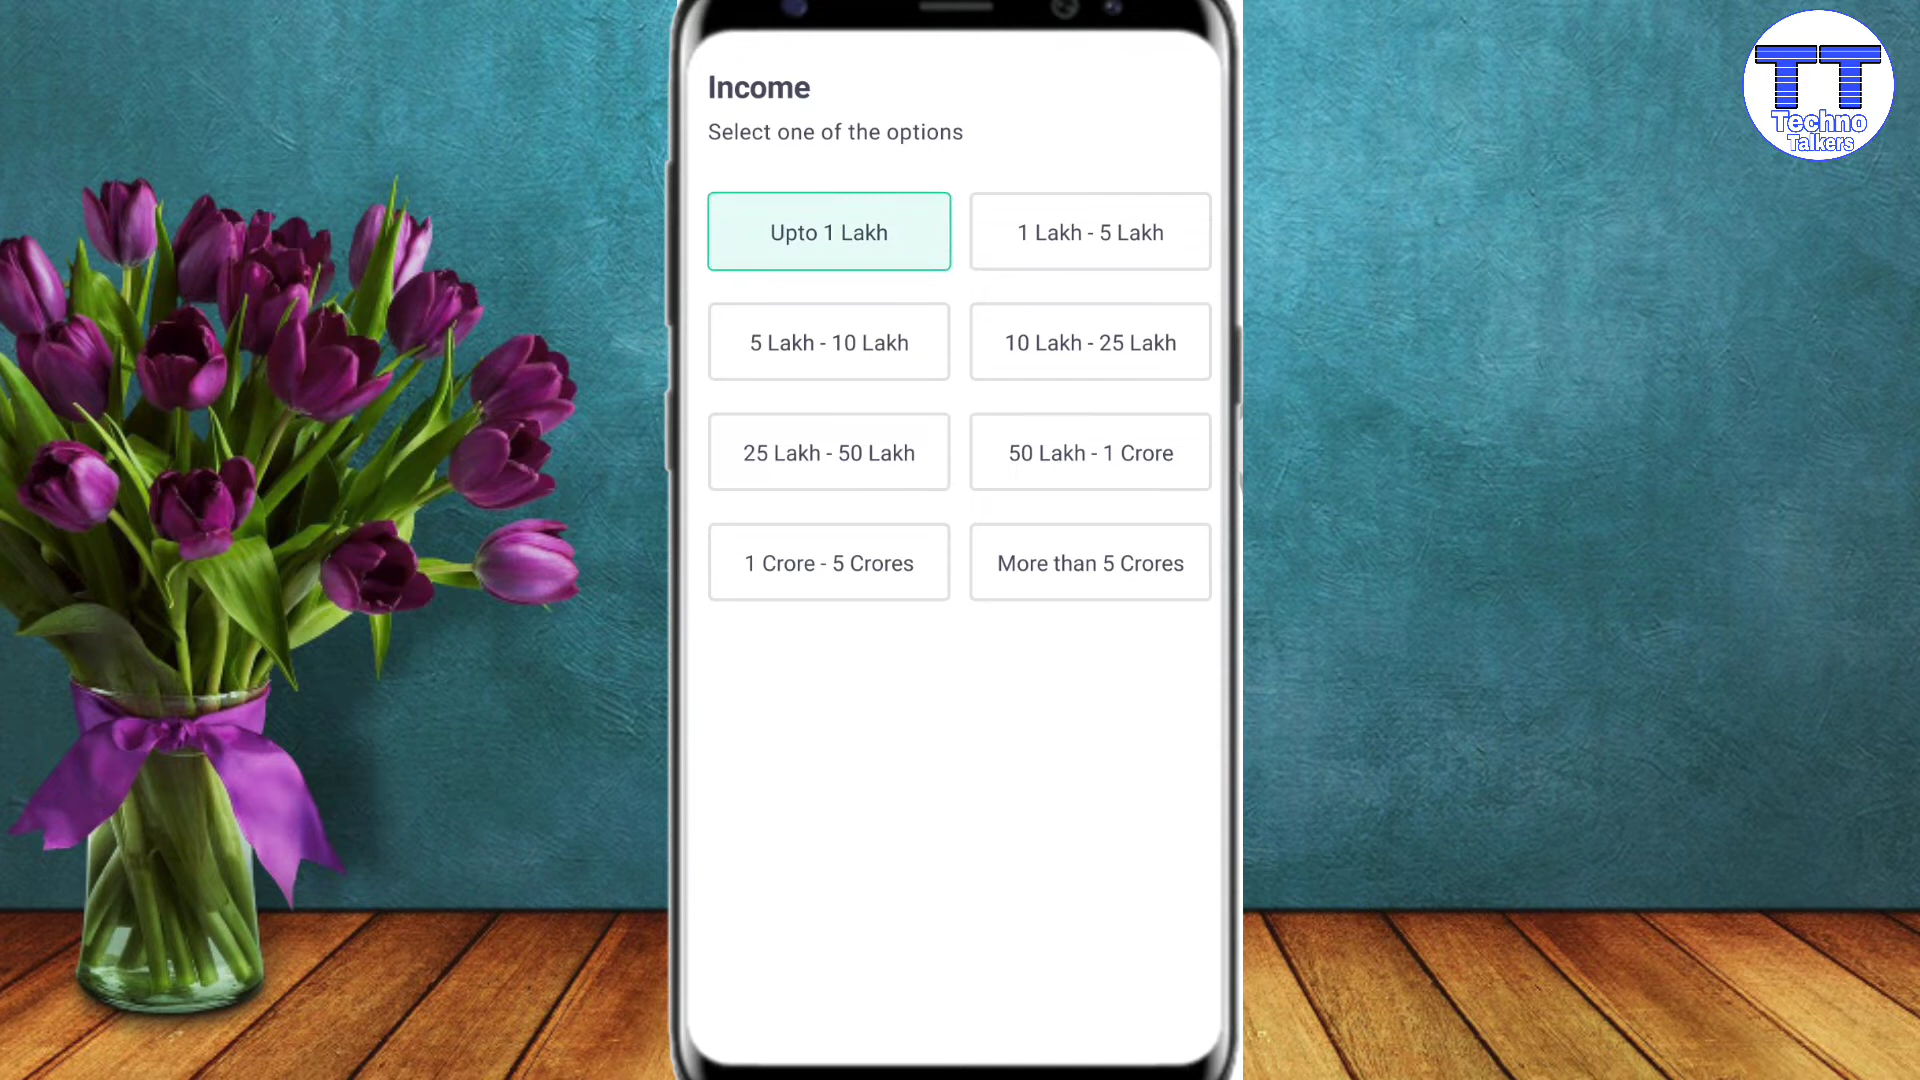 Income
Select one of the options
Upto 1 Lakh
1 Lakh - 5 Lakh
5 Lakh - 10 Lakh
10 Lakh - 25 Lakh
25 Lakh - 50 Lakh
50 Lakh - 1 Crore
1 Crore - 5 Crores
More than 5 Crores
TT
Techno
Talkers